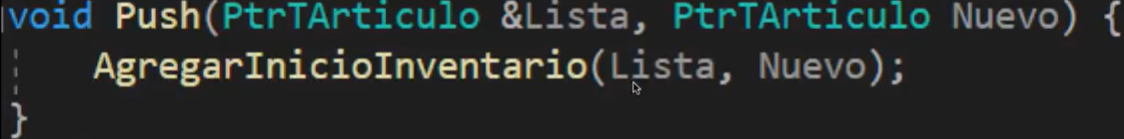 void Push(PtrTArticulo &Lista, PtrTArticulo Nuevo) {
    AgregarInicioInventario(Lista, Nuevo);
}